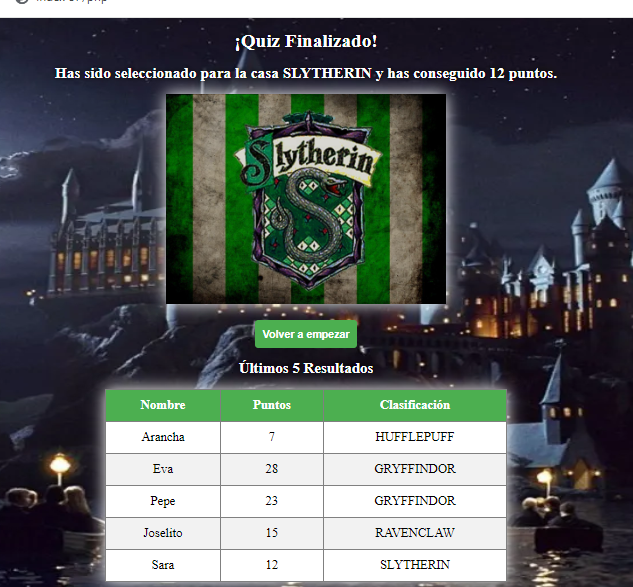 ¡Quiz Finalizado!
Has sido seleccionado para la casa SLYTHERIN y has conseguido 12 puntos.
Slytherin
Volver a empezar
Últimos 5 Resultados
Nombre Puntos Clasificación
Arancha 7 HUFFLEPUFF
Eva 28 GRYFFINDOR
Pepe 23 GRYFFINDOR
Joselito 15 RAVENCLAW
Sara 12 SLYTHERIN